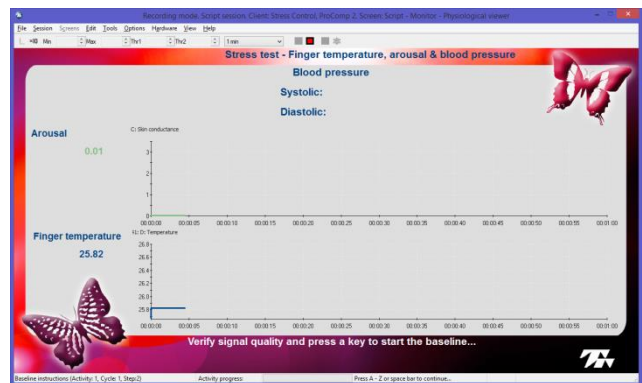 Recording mode. Script session. Client: Stress Control, ProComp 2. Screen: Script - Monitor - Physiological viewer
File Session Screens Edit Tools Options Hardware View Help
Min Max Thr1 Thr2 1 min
Stress test - Finger temperature, arousal & blood pressure
Blood pressure
Systolic:
Diastolic:
Arousal
C: Skin conductance
0.01
3
2
1
0
00:00:00 00:00:05 00:00:10 00:00:15 00:00:20 00:00:25 00:00:30 00:00:35 00:00:40 00:00:45 00:00:50 00:00:55 00:01:00
Finger temperature
D: Temperature
25.82
26.8
26.6
26.4
26.2
26.0
25.8
00:00:00 00:00:05 00:00:10 00:00:15 00:00:20 00:00:25 00:00:30 00:00:35 00:00:40 00:00:45 00:00:50 00:00:55 00:01:00
Verify signal quality and press a key to start the baseline...
Baseline instructions (Activity: 1, Cycle: 1, Step:2) Activity progress: Press A - Z or space bar to continue...